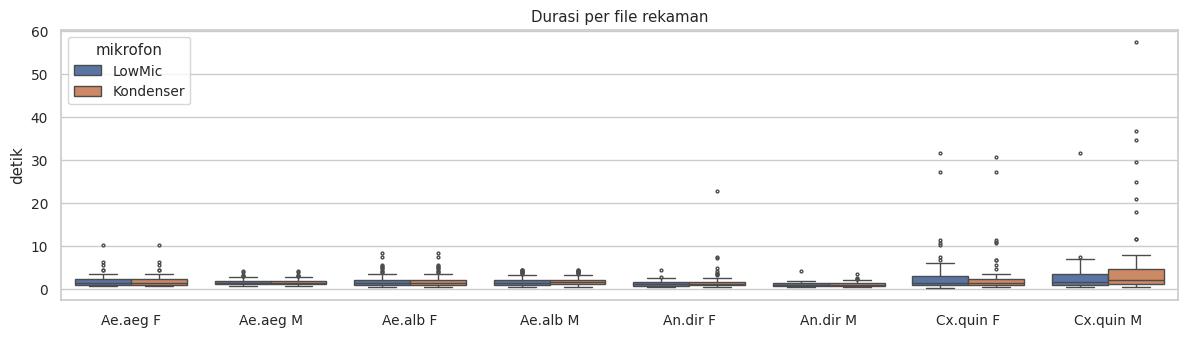 Durasi per file rekaman
mikrofon
LowMic
Kondenser
detik
60
50
40
30
20
10
0
Ae.aeg F
Ae.aeg M
Ae.alb F
Ae.alb M
An.dir F
An.dir M
Cx.quin F
Cx.quin M